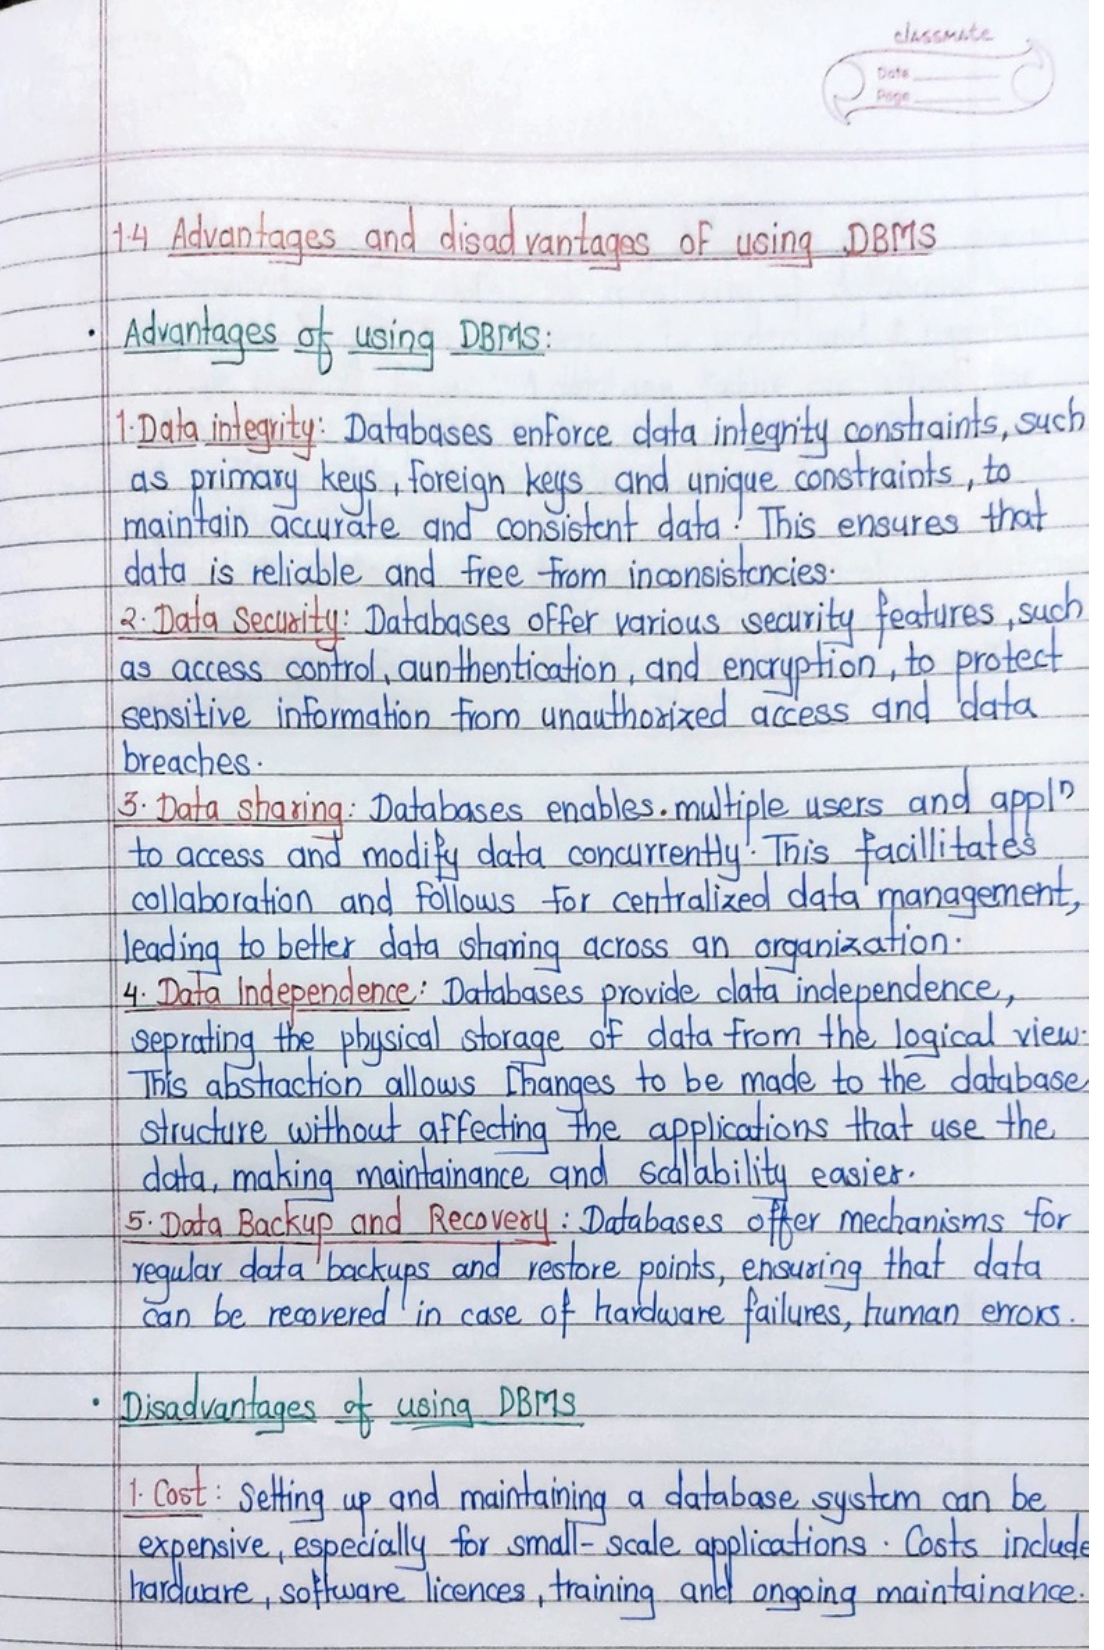 classmate
Date
Page
1.4 Advantages and disadvantages of using DBMS
• Advantages of using DBMS:
1. Data integrity: Databases enforce data integrity constraints, such
as primary keys, foreign keys and unique constraints, to
maintain accurate and consistent data. This ensures that
data is reliable and free from inconsistencies.
2. Data Security: Databases offer various security features, such
as access control, aunthentication, and encryption, to protect
sensitive information from unauthorized access and data
breaches.
3. Data sharing: Databases enables multiple users and appln
to access and modify data concurrently. This facillitates
collaboration and follows for centralized data management,
leading to better data sharing across an organization.
4. Data Independence: Databases provide data independence,
seprating the physical storage of data from the logical view.
This abstraction allows changes to be made to the database
structure without affecting the applications that use the
data, making maintainance and scalability easier.
5. Data Backup and Recovery: Databases offer mechanisms for
regular data backups and restore points, ensuring that data
can be recovered in case of hardware failures, human errors.
• Disadvantages of using DBMS
1. Cost: Setting up and maintaining a database system can be
expensive, especially for small-scale applications. Costs include
hardware, software licences, training and ongoing maintainance.